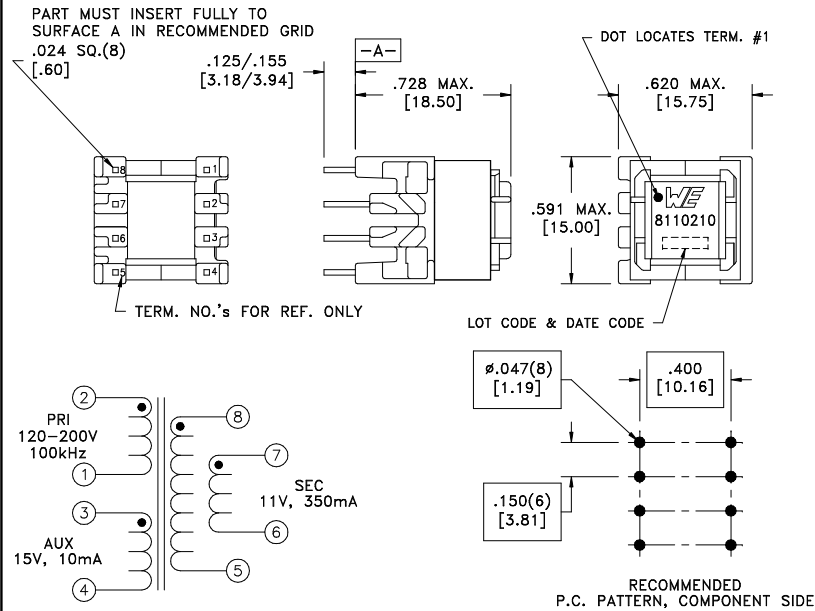 PART MUST INSERT FULLY TO
SURFACE A IN RECOMMENDED GRID
.024 SQ.(8)
[.60]
.125/.155
[3.18/3.94]
-A-
.728 MAX.
[18.50]
DOT LOCATES TERM. #1
.620 MAX.
[15.75]
8
1
7
2
6
3
5
4
.591 MAX.
[15.00]
WE
8110210
TERM. NO.'s FOR REF. ONLY
LOT CODE & DATE CODE
2
PRI
120-200V
100kHz
1
3
AUX
15V, 10mA
4
8
7
SEC
11V, 350mA
6
5
ø.047(8)
[1.19]
.400
[10.16]
.150(6)
[3.81]
RECOMMENDED
P.C. PATTERN, COMPONENT SIDE